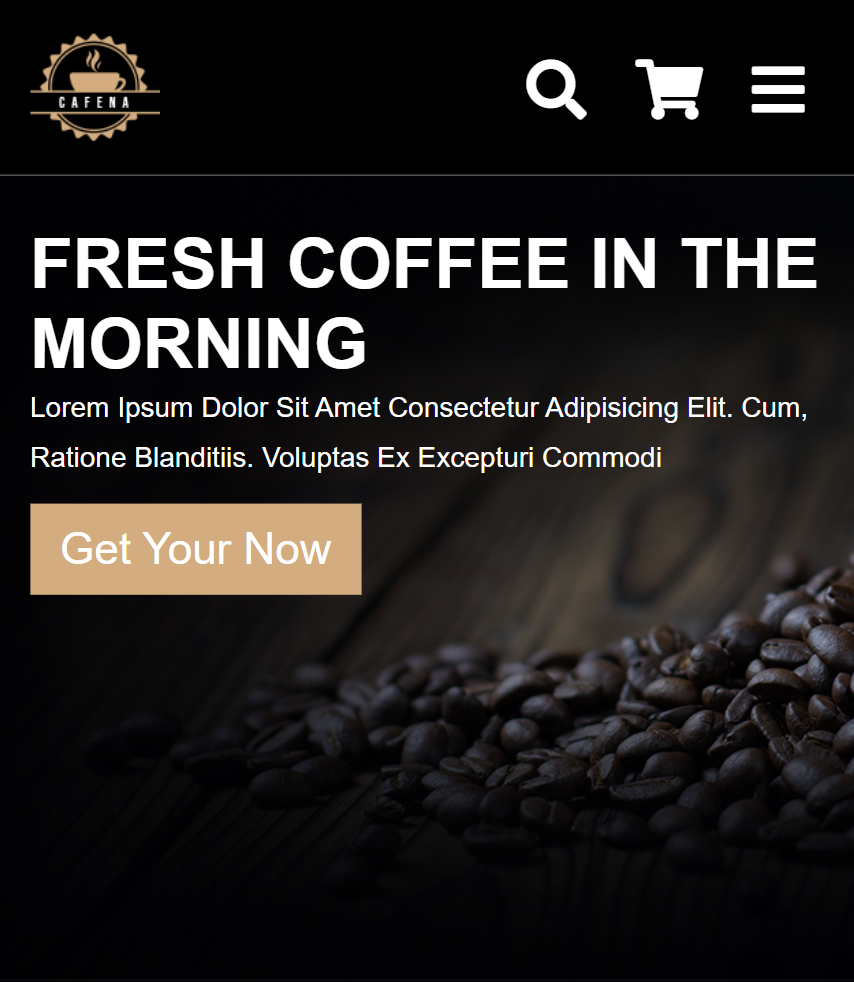 CAFENA
FRESH COFFEE IN THE
MORNING
Lorem Ipsum Dolor Sit Amet Consectetur Adipisicing Elit. Cum,
Ratione Blanditiis. Voluptas Ex Excepturi Commodi
Get Your Now